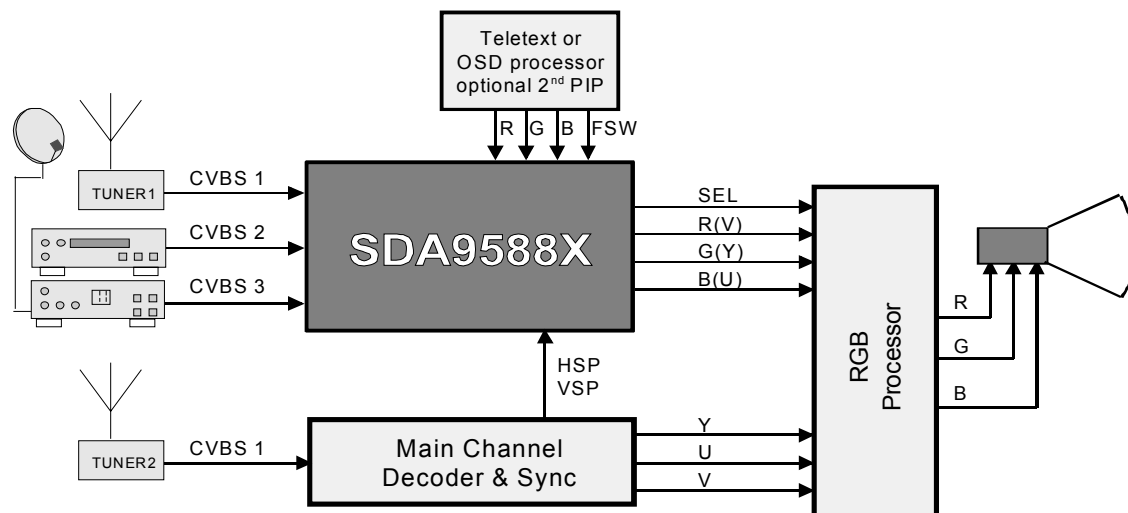 Teletext or
OSD processor
optional 2nd PIP
R G B FSW
TUNER1
CVBS 1
CVBS 2
CVBS 3
SDA9588X
SEL
R(V)
G(Y)
B(U)
HSP
VSP
TUNER2
CVBS 1
Main Channel
Decoder & Sync
Y
U
V
RGB
Processor
R
G
B